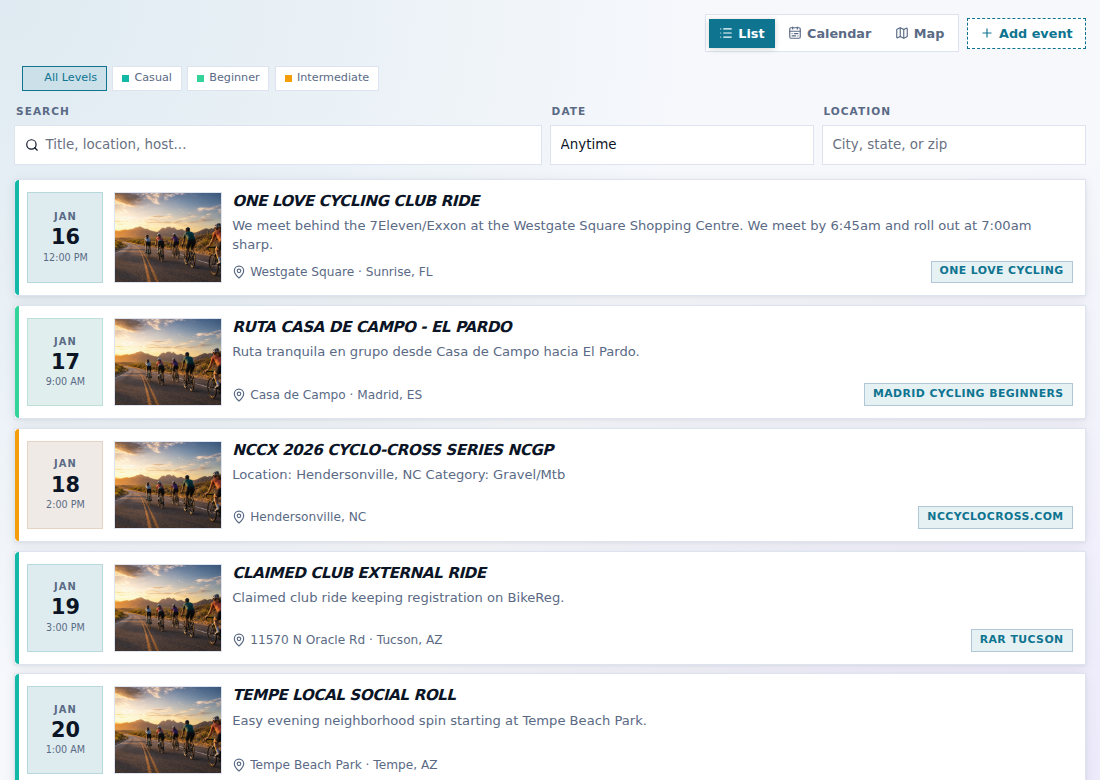 List
Calendar
Map
Add event
All Levels
Casual
Beginner
Intermediate
SEARCH
DATE
LOCATION
Title, location, host...
Anytime
City, state, or zip
JAN
16
12:00 PM
ONE LOVE CYCLING CLUB RIDE
We meet behind the 7Eleven/Exxon at the Westgate Square Shopping Centre. We meet by 6:45am and roll out at 7:00am
sharp.
Westgate Square · Sunrise, FL
ONE LOVE CYCLING
JAN
17
9:00 AM
RUTA CASA DE CAMPO - EL PARDO
Ruta tranquila en grupo desde Casa de Campo hacia El Pardo.
Casa de Campo · Madrid, ES
MADRID CYCLING BEGINNERS
JAN
18
2:00 PM
NCCX 2026 CYCLO-CROSS SERIES NCGP
Location: Hendersonville, NC Category: Gravel/Mtb
Hendersonville, NC
NCCYCLOCROSS.COM
JAN
19
3:00 PM
CLAIMED CLUB EXTERNAL RIDE
Claimed club ride keeping registration on BikeReg.
11570 N Oracle Rd · Tucson, AZ
RAR TUCSON
JAN
20
1:00 AM
TEMPE LOCAL SOCIAL ROLL
Easy evening neighborhood spin starting at Tempe Beach Park.
Tempe Beach Park · Tempe, AZ